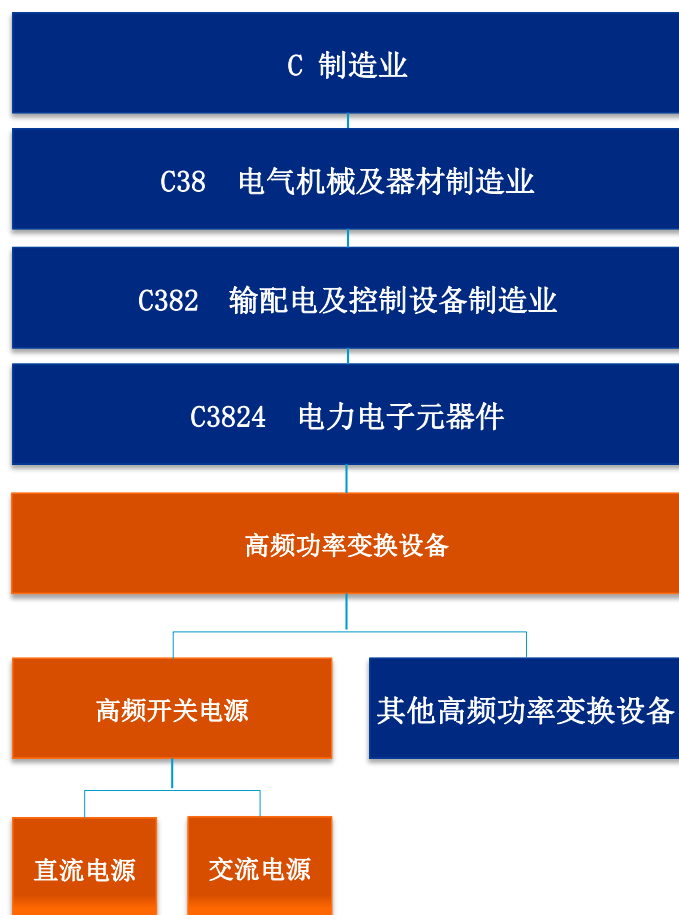 C 制造业
C38 电气机械及器材制造业
C382 输配电及控制设备制造业
C3824 电力电子元器件
高频功率变换设备
高频开关电源
其他高频功率变换设备
直流电源
交流电源